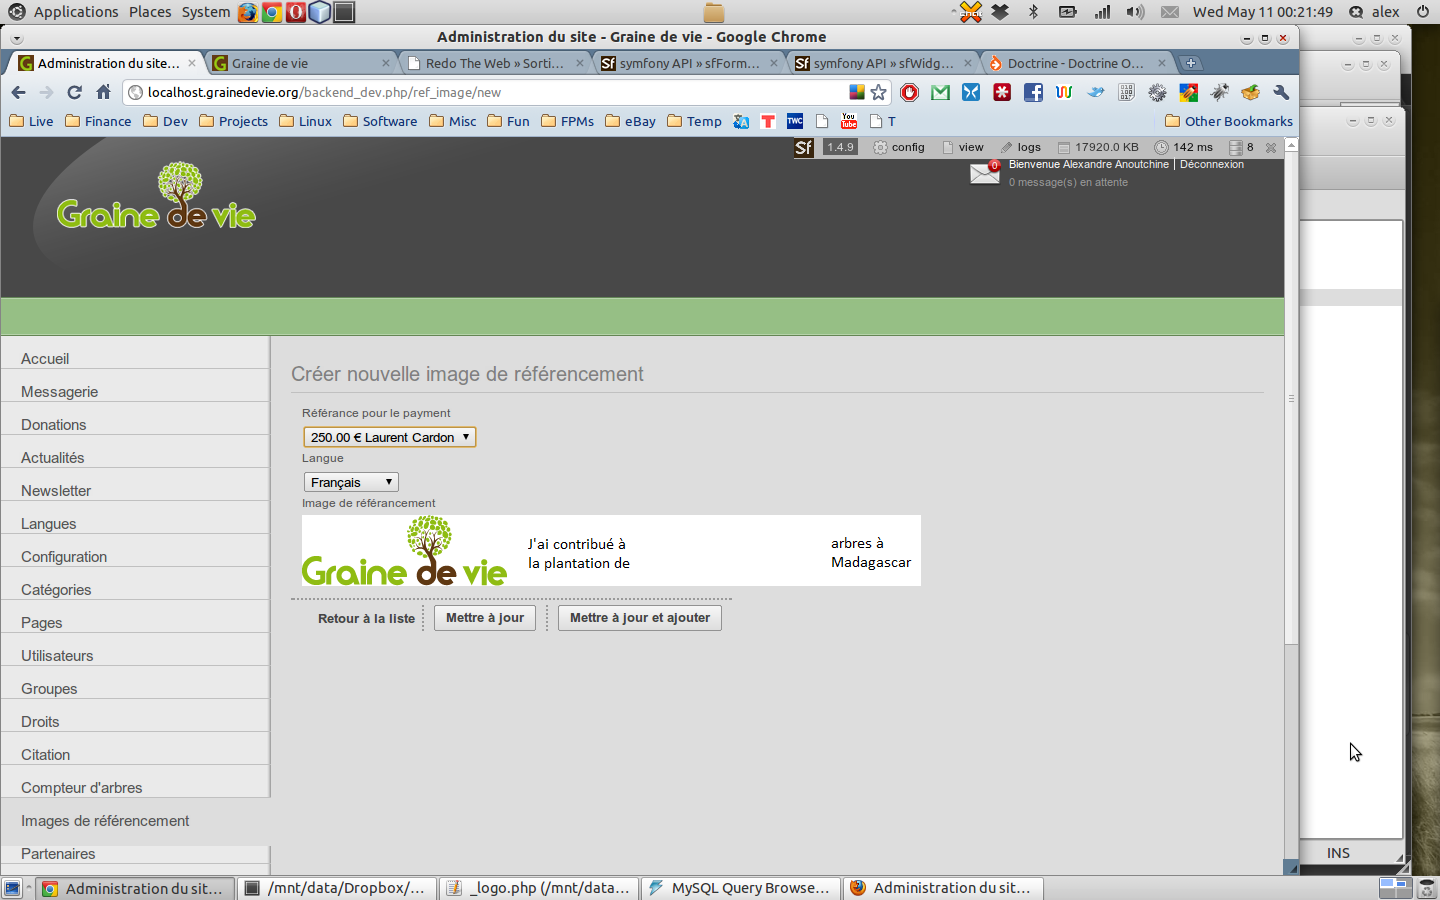 Applications Places System
Wed May 11 00:21:49 alex
Administration du site - Graine de vie - Google Chrome
Administration du site...
Graine de vie
Redo The Web » Sorti...
symfony API » sfForm...
symfony API » sfWidg...
Doctrine - Doctrine O...
localhost.grainedevie.org/backend_dev.php/ref_image/new
Live Finance Dev Projects Linux Software Misc Fun FPMs eBay Temp T TWC You Tube T Other Bookmarks
Sf 1.4.9 config view logs 17920.0 KB 142 ms 8
Graine de vie
0
Bienvenue Alexandre Anoutchine | Déconnexion
0 message(s) en attente
Accueil
Messagerie
Donations
Actualités
Newsletter
Langues
Configuration
Catégories
Pages
Utilisateurs
Groupes
Droits
Citation
Compteur d'arbres
Images de référencement
Partenaires
Créer nouvelle image de référencement
Référance pour le payment
250.00 € Laurent Cardon
Langue
Français
Image de référancement
Graine de vie
J'ai contribué à
la plantation de
arbres à
Madagascar
Retour à la liste
Mettre à jour
Mettre à jour et ajouter
INS
Administration du sit...
/mnt/data/Dropbox/...
_logo.php (/mnt/data...
MySQL Query Browse...
Administration du sit...